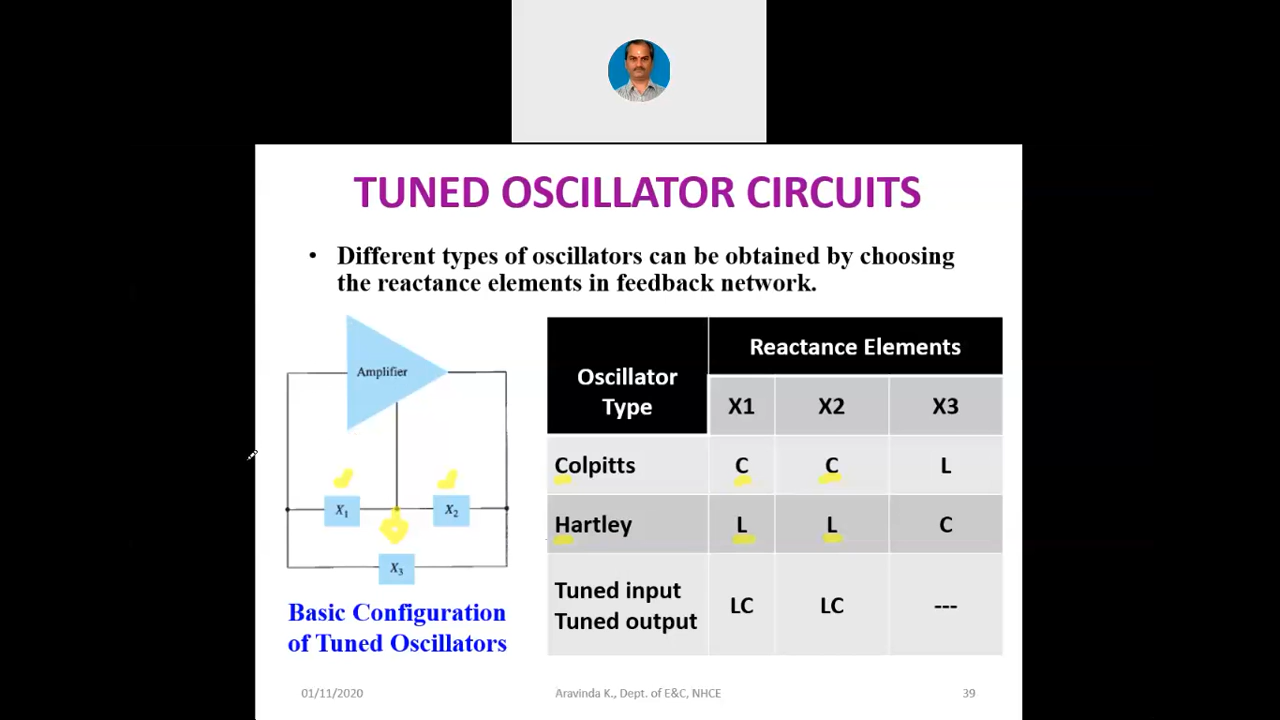 TUNED OSCILLATOR CIRCUITS
• Different types of oscillators can be obtained by choosing
the reactance elements in feedback network.
Amplifier
X1
X2
X3
Basic Configuration
of Tuned Oscillators
Oscillator
Type
Reactance Elements
X1 X2 X3
Colpitts C C L
Hartley L L C
Tuned input
Tuned output
LC LC ---
01/11/2020 Aravinda K., Dept. of E&C, NHCE 39